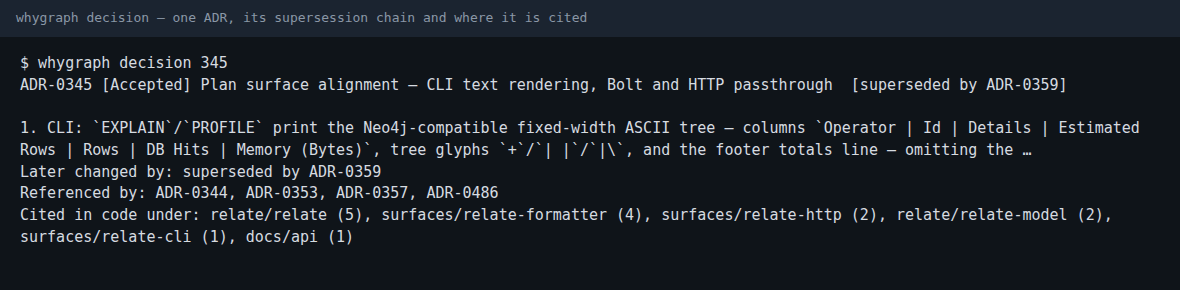 whygraph decision — one ADR, its supersession chain and where it is cited
$ whygraph decision 345
ADR-0345 [Accepted] Plan surface alignment — CLI text rendering, Bolt and HTTP passthrough  [superseded by ADR-0359]
1. CLI: `EXPLAIN`/`PROFILE` print the Neo4j-compatible fixed-width ASCII tree — columns `Operator | Id | Details | Estimated
Rows | Rows | DB Hits | Memory (Bytes)`, tree glyphs `+`/`| |`/`|\`, and the footer totals line — omitting the …
Later changed by: superseded by ADR-0359
Referenced by: ADR-0344, ADR-0353, ADR-0357, ADR-0486
Cited in code under: relate/relate (5), surfaces/relate-formatter (4), surfaces/relate-http (2), relate/relate-model (2),
surfaces/relate-cli (1), docs/api (1)